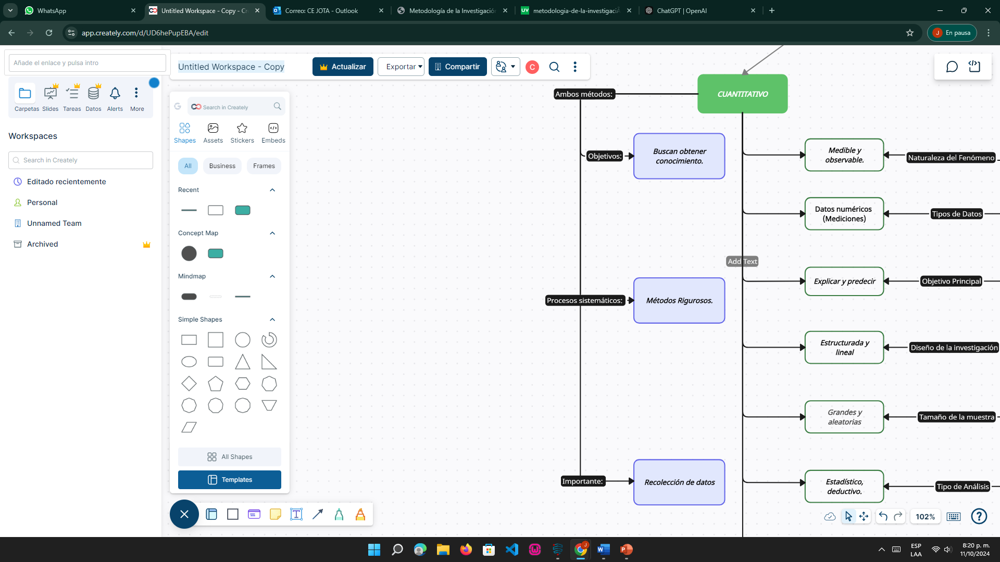 WhatsApp
Untitled Workspace - Copy - Cr
Correo: CE JOTA - Outlook
Metodología de la Investigació
metodologia-de-la-investigaci
ChatGPT | OpenAI
app.creately.com/d/UD6hePupEBA/edit
J
En pausa
Añade el enlace y pulsa intro
Carpetas
Slides
Tareas
Datos
Alerts
More
Workspaces
Search in Creately
Editado recientemente
Personal
Unnamed Team
Archived
Untitled Workspace - Copy
Actualizar
Exportar
Compartir
C
G
Search in Creately
Shapes
Assets
Stickers
Embeds
All
Business
Frames
Recent
Concept Map
Mindmap
Simple Shapes
All Shapes
Templates
CUANTITATIVO
Ambos métodos:
Objetivos:
Buscan obtener
conocimiento.
Medible y
observable.
Naturaleza del Fenómeno
Datos numéricos
(Mediciones)
Tipos de Datos
Add Text
Explicar y predecir
Objetivo Principal
Procesos sistemáticos:
Métodos Rigurosos.
Estructurada y
lineal
Diseño de la investigación
Grandes y
aleatorias
Tamaño de la muestra
Importante:
Recolección de datos
Estadístico,
deductivo.
Tipo de Análisis
102%
?
ESP
LAA
8:20 p. m.
11/10/2024